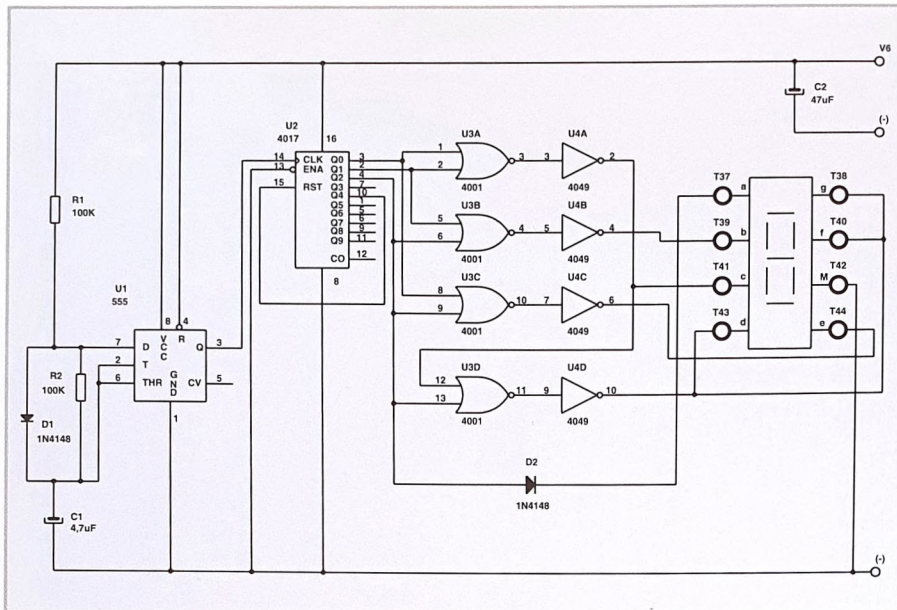 V6
C2
47uF
(-)
U2
4017
16
14
13
15
CLK
ENA
RST
Q0
Q1
Q2
Q3
Q4
Q5
Q6
Q7
Q8
Q9
CO
3
2
4
7
10
1
5
6
9
11
12
8
R1
100K
U1
555
8
4
7
2
6
D
T
THR
VCC
R
GND
Q
CV
3
5
1
R2
100K
D1
1N4148
C1
4,7uF
U3A
1
2
3
4001
U4A
3
2
4049
U3B
5
6
4
4001
U4B
5
4
4049
U3C
8
9
10
4001
U4C
7
6
4049
U3D
12
13
11
4001
U4D
9
10
4049
D2
1N4148
T37
a
g
T38
T39
b
f
T40
T41
c
M
T42
T43
d
e
T44
(-)